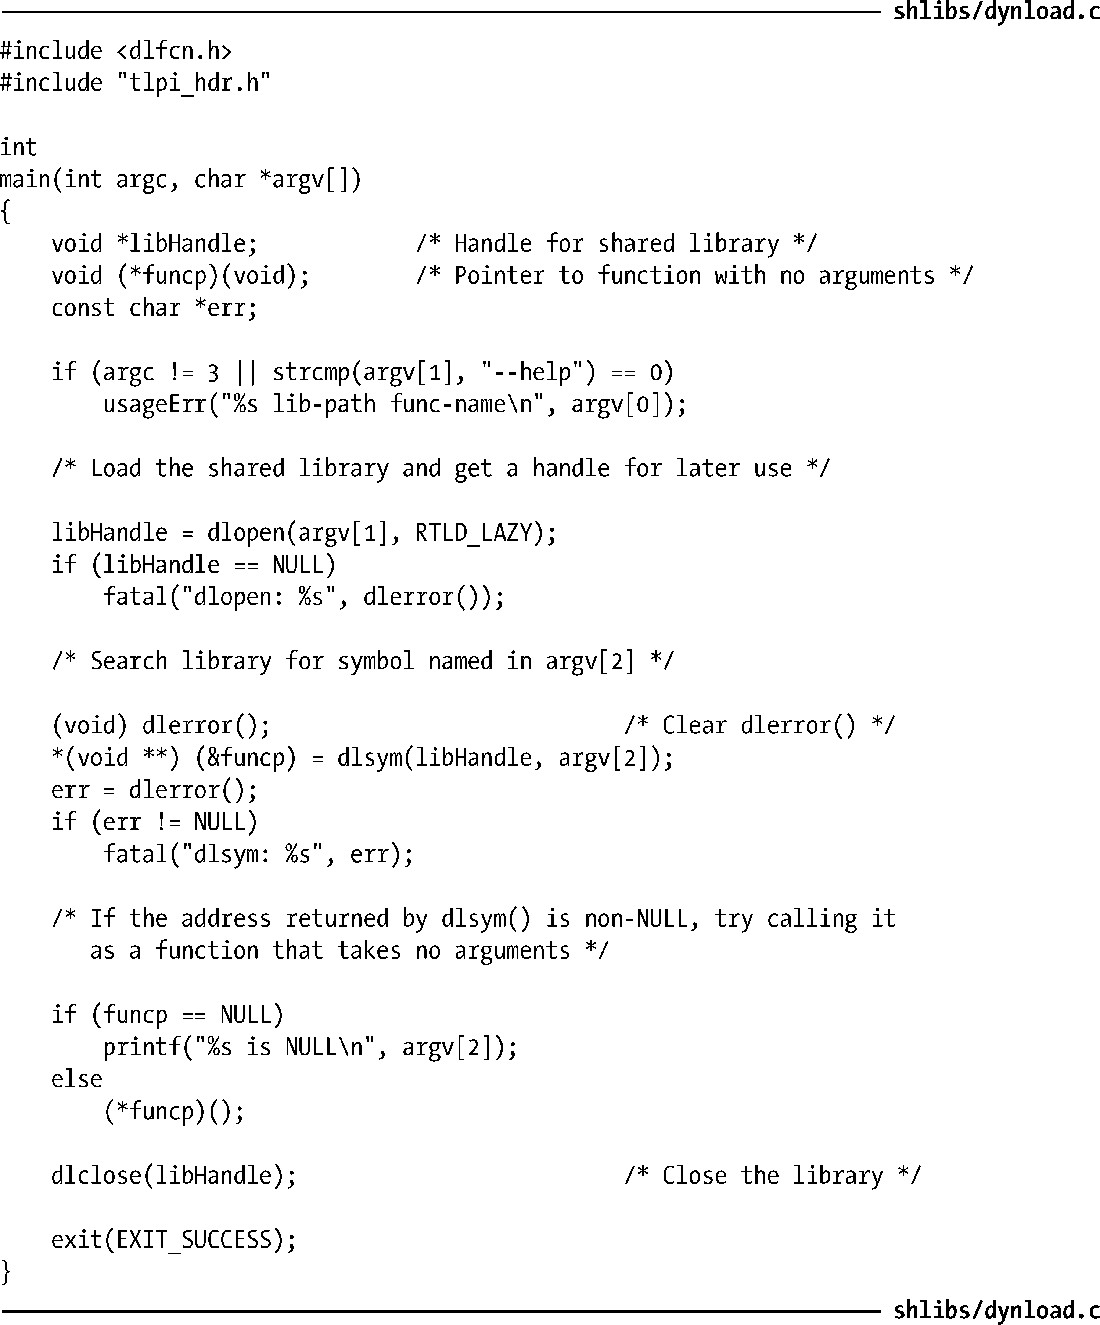 shlibs/dynload.c
#include <dlfcn.h>
#include "tlpi_hdr.h"
int
main(int argc, char *argv[])
{
void *libHandle; /* Handle for shared library */
void (*funcp)(void); /* Pointer to function with no arguments */
const char *err;
if (argc != 3 || strcmp(argv[1], "--help") == 0)
usageErr("%s lib-path func-name\n", argv[0]);
/* Load the shared library and get a handle for later use */
libHandle = dlopen(argv[1], RTLD_LAZY);
if (libHandle == NULL)
fatal("dlopen: %s", dlerror());
/* Search library for symbol named in argv[2] */
(void) dlerror(); /* Clear dlerror() */
*(void **) (&funcp) = dlsym(libHandle, argv[2]);
err = dlerror();
if (err != NULL)
fatal("dlsym: %s", err);
/* If the address returned by dlsym() is non-NULL, try calling it
as a function that takes no arguments */
if (funcp == NULL)
printf("%s is NULL\n", argv[2]);
else
(*funcp)();
dlclose(libHandle); /* Close the library */
exit(EXIT_SUCCESS);
}
shlibs/dynload.c